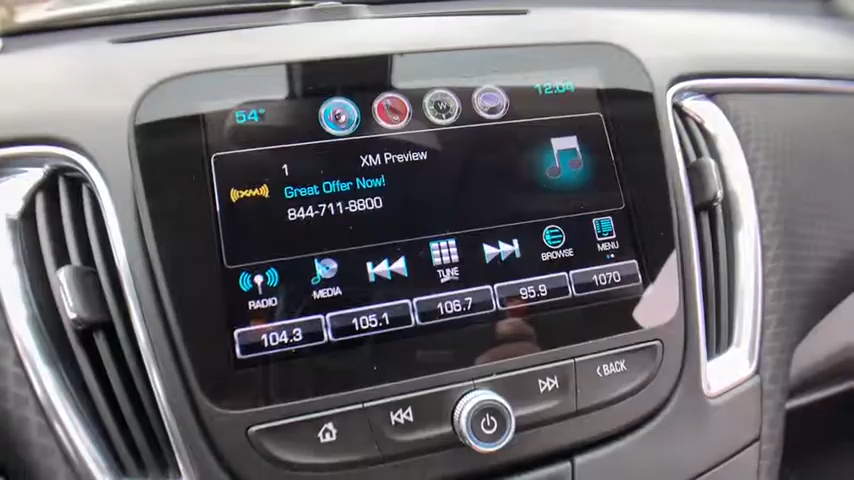 54° 12:04
1 XM Preview
((XM)) Great Offer Now!
844-711-8800
RADIO MEDIA TUNE BROWSE MENU
104.3 105.1 106.7 95.9 1070
BACK